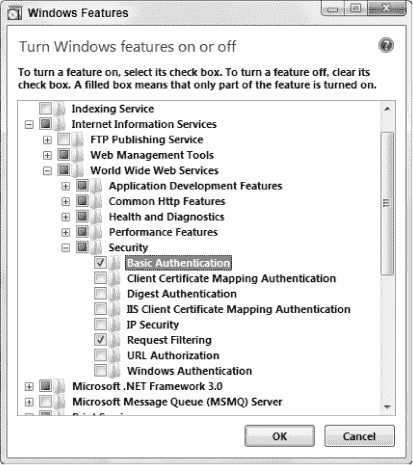 Windows Features
Turn Windows features on or off
To turn a feature on, select its check box. To turn a feature off, clear its
check box. A filled box means that only part of the feature is turned on.
Indexing Service
Internet Information Services
FTP Publishing Service
Web Management Tools
World Wide Web Services
Application Development Features
Common Http Features
Health and Diagnostics
Performance Features
Security
Basic Authentication
Client Certificate Mapping Authentication
Digest Authentication
IIS Client Certificate Mapping Authentication
IP Security
Request Filtering
URL Authorization
Windows Authentication
Microsoft .NET Framework 3.0
Microsoft Message Queue (MSMQ) Server
OK
Cancel